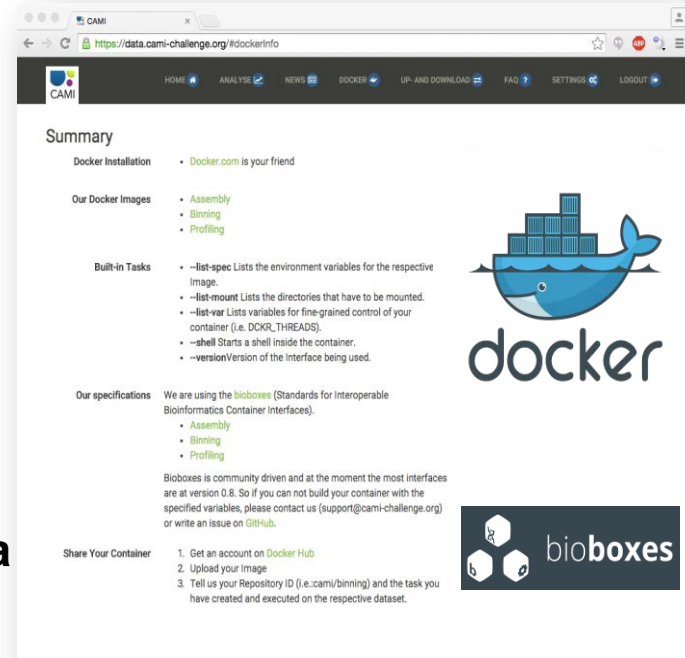 CAMI
https://data.cami-challenge.org/#dockerInfo
ABP
CAMI
HOME
ANALYSE
NEWS
DOCKER
UP- AND DOWNLOAD
FAQ
SETTINGS
LOGOUT
Summary
Docker Installation
• Docker.com is your friend
Our Docker Images
• Assembly
• Binning
• Profiling
Built-in Tasks
• --list-spec Lists the environment variables for the respective
Image.
• --list-mount Lists the directories that have to be mounted.
• --list-var Lists variables for fine-grained control of your
container (i.e. DCKR_THREADS).
• --shell Starts a shell inside the container.
• --versionVersion of the Interface being used.
docker
Our specifications
We are using the bioboxes (Standards for Interoperable
Bioinformatics Container Interfaces).
• Assembly
• Binning
• Profiling
Bioboxes is community driven and at the moment the most interfaces
are at version 0.8. So if you can not build your container with the
specified variables, please contact us (support@cami-challenge.org)
or write an issue on GitHub.
b
bioboxes
a
Share Your Container
1. Get an account on Docker Hub
2. Upload your Image
3. Tell us your Repository ID (i.e.:cami/binning) and the task you
have created and executed on the respective dataset.